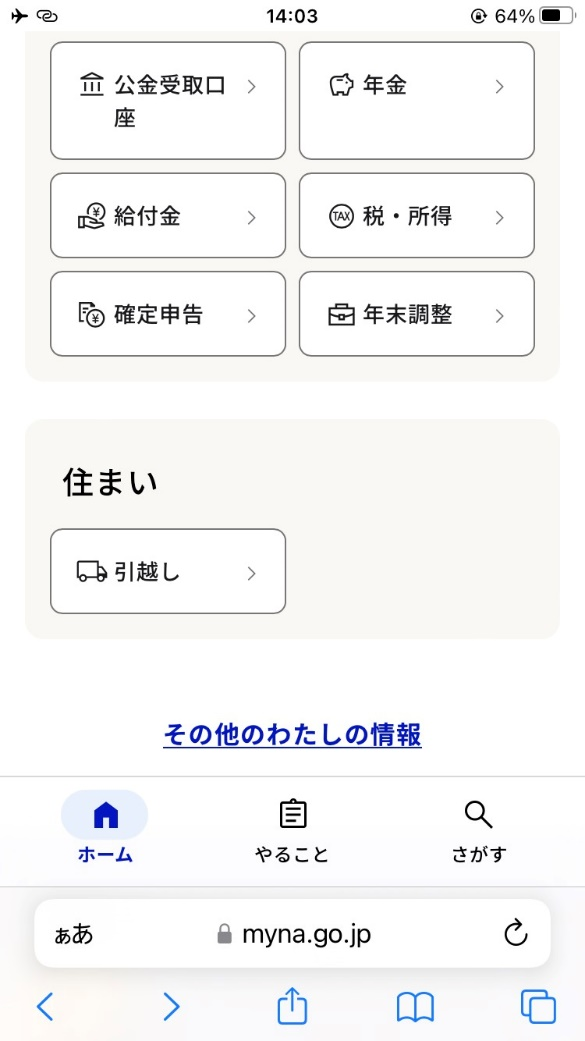 14:03
64%
公金受取口
座
年金
給付金
TAX
税・所得
確定申告
年末調整
住まい
引越し
その他のわたしの情報
ホーム
やること
さがす
ぁあ
myna.go.jp